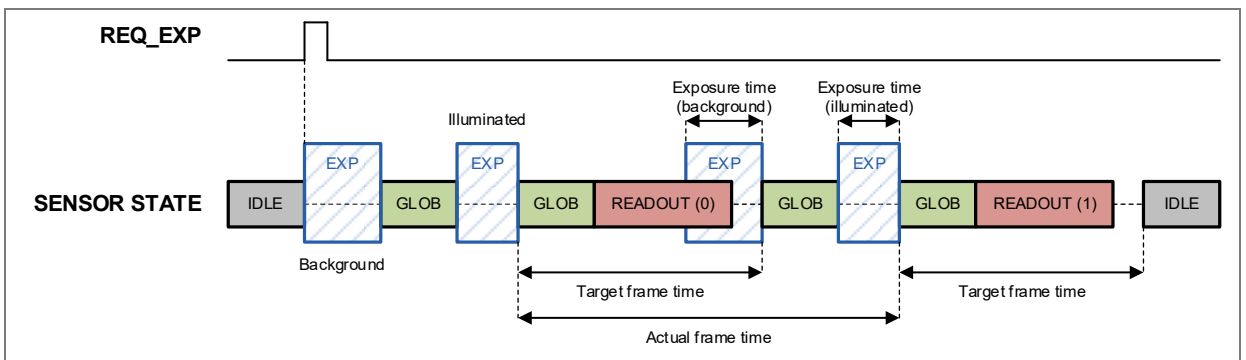 REQ_EXP
Exposure time
(background)
Exposure time
(illuminated)
Illuminated
EXP
EXP
EXP
EXP
SENSOR STATE
IDLE
GLOB
GLOB
READOUT (0)
GLOB
GLOB
READOUT (1)
IDLE
Background
Target frame time
Target frame time
Actual frame time